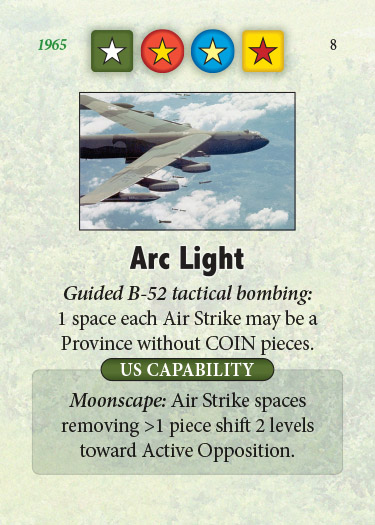 1965
8
Arc Light
Guided B-52 tactical bombing:
1 space each Air Strike may be a
Province without COIN pieces.
US CAPABILITY
Moonscape: Air Strike spaces
removing >1 piece shift 2 levels
toward Active Opposition.